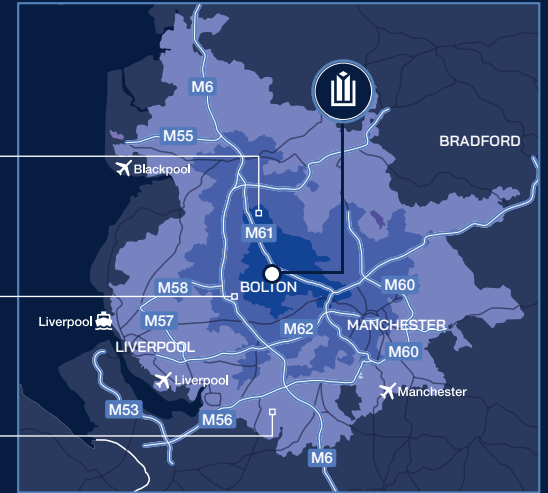 M6
M55
BRADFORD
Blackpool
M61
M58
BOLTON
M60
Liverpool
M57
M62
MANCHESTER
LIVERPOOL
M60
Liverpool
Manchester
M53
M56
M6